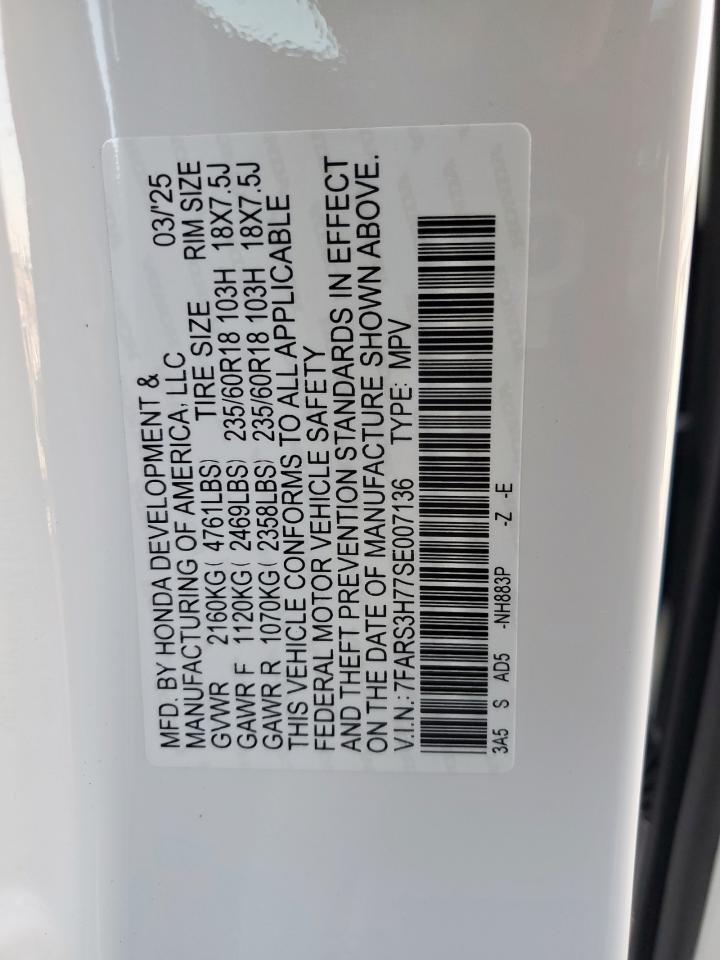 MFD. BY HONDA DEVELOPMENT &
MANUFACTURING OF AMERICA, LLC 03/'25
GVWR 2160KG( 4761LBS) TIRE SIZE RIM SIZE
GAWR F 1120KG( 2469LBS) 235/60R18 103H 18X7.5J
GAWR R 1070KG( 2358LBS) 235/60R18 103H 18X7.5J
THIS VEHICLE CONFORMS TO ALL APPLICABLE
FEDERAL MOTOR VEHICLE SAFETY
AND THEFT PREVENTION STANDARDS IN EFFECT
ON THE DATE OF MANUFACTURE SHOWN ABOVE.
V.I.N.: 7FARS3H77SE007136 TYPE: MPV
3A5 S AD5 -NH883P -Z -E